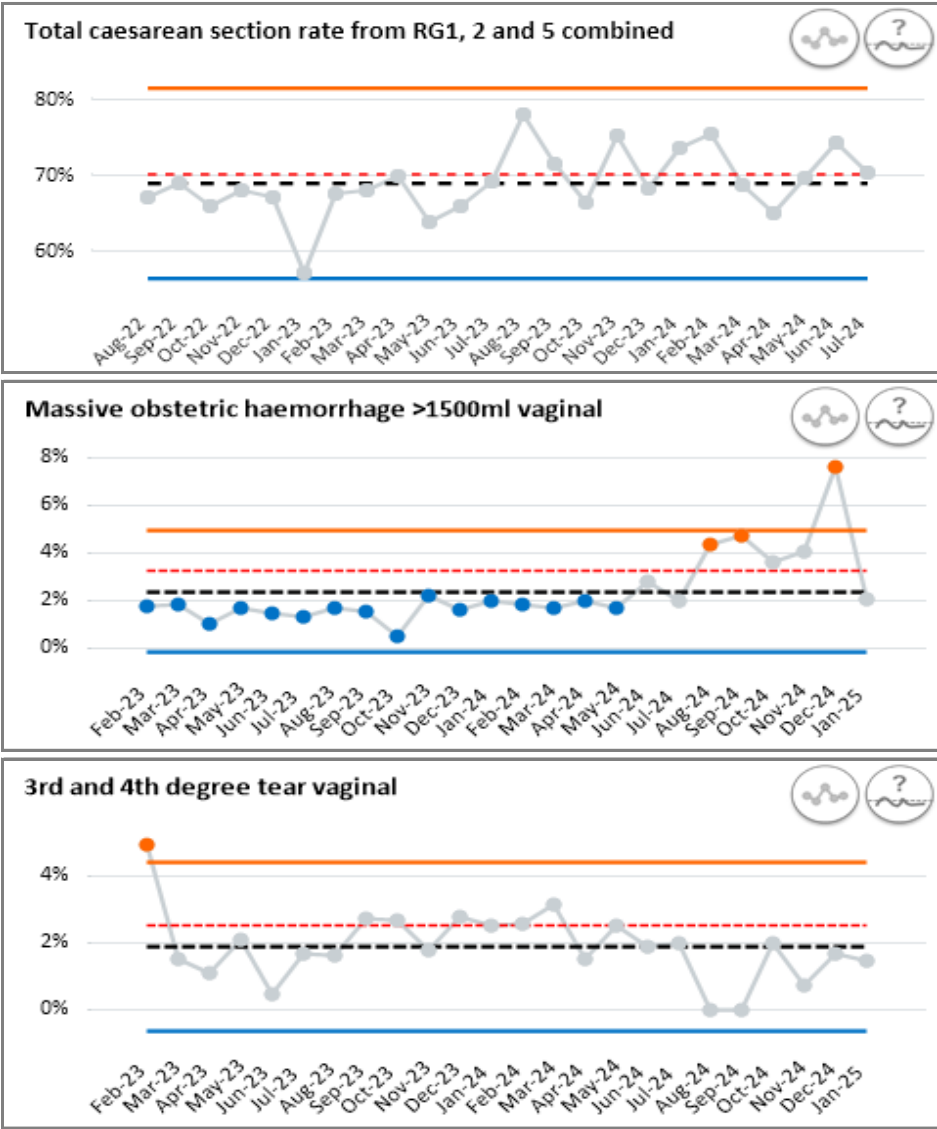 Total caesarean section rate from RG1, 2 and 5 combined
?
80%
70%
60%
Aug-22
Sep-22
Oct-22
Nov-22
Dec-22
Jan-23
Feb-23
Mar-23
Apr-23
May-23
Jun-23
Jul-23
Aug-23
Sep-23
Oct-23
Nov-23
Dec-23
Jan-24
Feb-24
Mar-24
Apr-24
May-24
Jun-24
Jul-24
Massive obstetric haemorrhage >1500ml vaginal
?
8%
6%
4%
2%
0%
Feb-23
Mar-23
Apr-23
May-23
Jun-23
Jul-23
Aug-23
Sep-23
Oct-23
Nov-23
Dec-23
Jan-24
Feb-24
Mar-24
Apr-24
May-24
Jun-24
Jul-24
Aug-24
Sep-24
Oct-24
Nov-24
Dec-24
Jan-25
3rd and 4th degree tear vaginal
?
4%
2%
0%
Feb-23
Mar-23
Apr-23
May-23
Jun-23
Jul-23
Aug-23
Sep-23
Oct-23
Nov-23
Dec-23
Jan-24
Feb-24
Mar-24
Apr-24
May-24
Jun-24
Jul-24
Aug-24
Sep-24
Oct-24
Nov-24
Dec-24
Jan-25